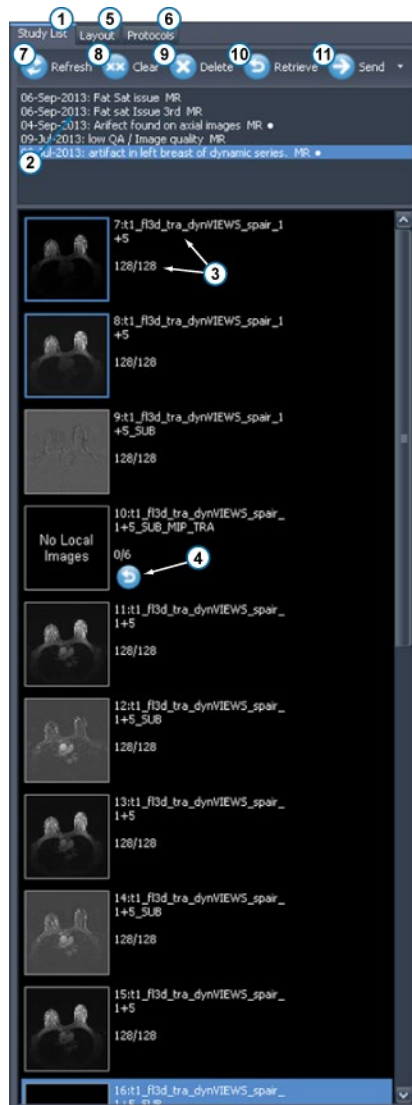 1 5 6
Study List Layout Protocols
7 8 9 10 11
Refresh Clear Delete Retrieve Send
06-Sep-2013: Fat Sat issue MR
06-Sep-2013: Fat sat Issue 3rd MR
04-Sep-2013: Arifect found on axial images MR ●
09-Jul-2013: low QA / Image quality MR
-Jul-2013: artifact in left breast of dynamic series. MR ●
2
7:t1_fl3d_tra_dynVIEWS_spair_1
+5
3
128/128
8:t1_fl3d_tra_dynVIEWS_spair_1
+5
128/128
9:t1_fl3d_tra_dynVIEWS_spair_1
+5_SUB
128/128
10:t1_fl3d_tra_dynVIEWS_spair_
1+5_SUB_MIP_TRA
No Local
Images
0/6
4
11:t1_fl3d_tra_dynVIEWS_spair_
1+5
128/128
12:t1_fl3d_tra_dynVIEWS_spair_
1+5_SUB
128/128
13:t1_fl3d_tra_dynVIEWS_spair_
1+5
128/128
14:t1_fl3d_tra_dynVIEWS_spair_
1+5_SUB
128/128
15:t1_fl3d_tra_dynVIEWS_spair_
1+5
128/128
16:t1_fl3d_tra_dynVIEWS_spair_
1+5_SUB